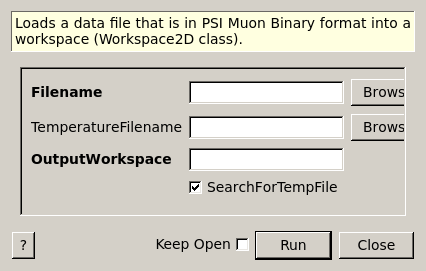 Loads a data file that is in PSI Muon Binary format into a
workspace (Workspace2D class).
Filename Brows
TemperatureFilename Brows
OutputWorkspace
SearchForTempFile
? Keep Open Run Close